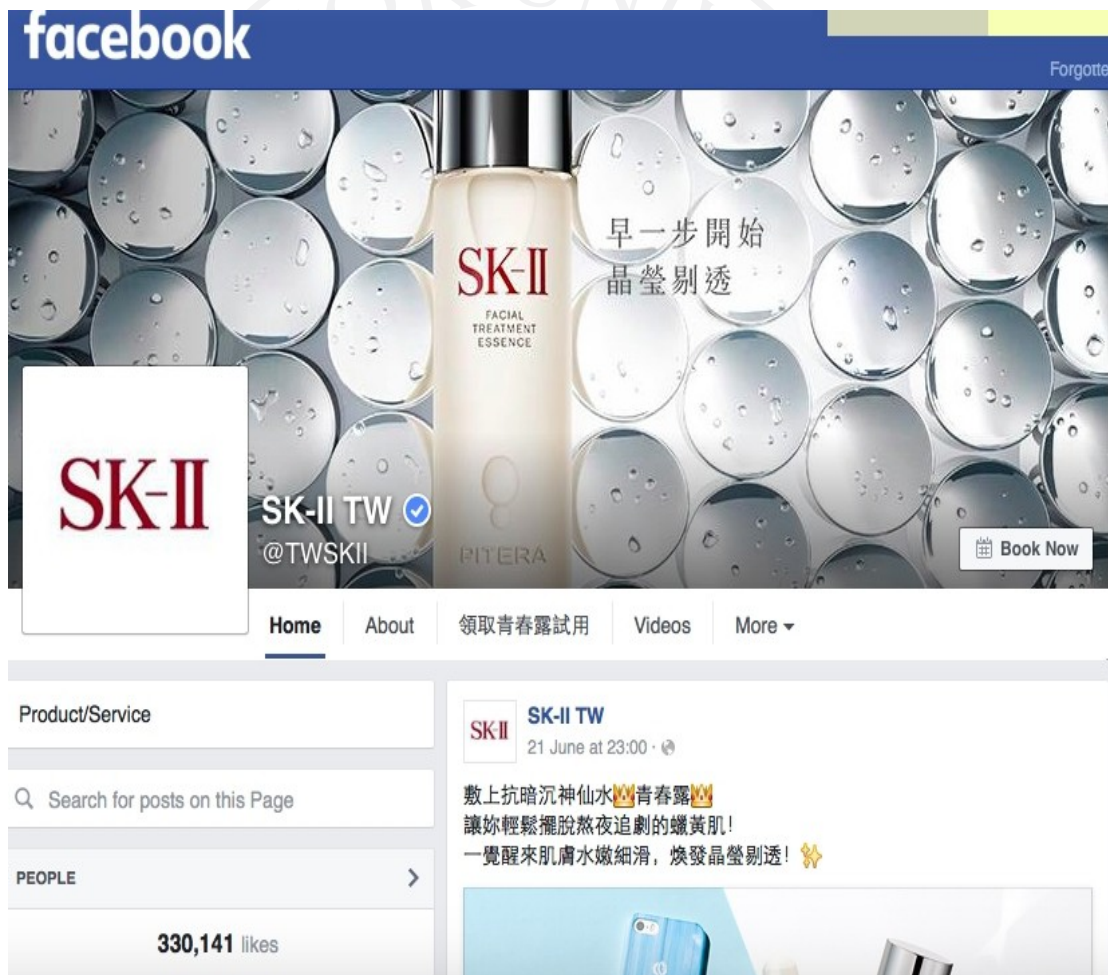 facebook
Forgotte
早一步開始
晶瑩剔透
SK-II
FACIAL
TREATMENT
ESSENCE
PITERA
SK-II
SK-II TW
@TWSKII
Book Now
Home About 領取青春露試用 Videos More
Product/Service
Search for posts on this Page
PEOPLE
330,141 likes
SK-II
SK-II TW
21 June at 23:00 ·
敷上抗暗沉神仙水👑青春露👑
讓妳輕鬆擺脫熬夜追劇的蠟黃肌!
一覺醒來肌膚水嫩細滑，煥發晶瑩剔透! ✨